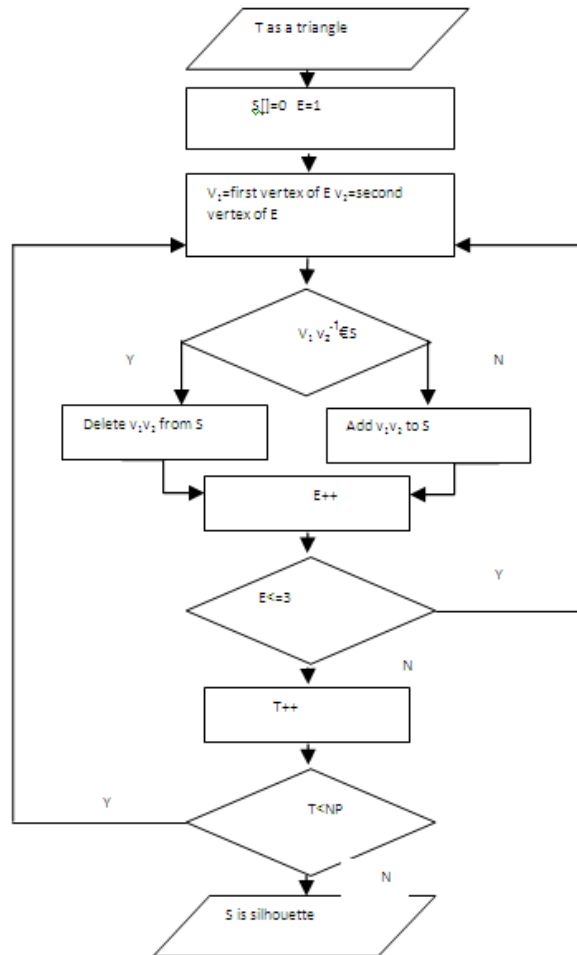 T as a triangle
S[]=0 E=1
V₁=first vertex of E v₂=second
vertex of E
V₁ v₂⁻¹€S
Y
N
Delete v₁v₂ from S
Add v₁v₂ to S
E++
E<=3
Y
N
T++
T<NP
Y
N
S is silhouette